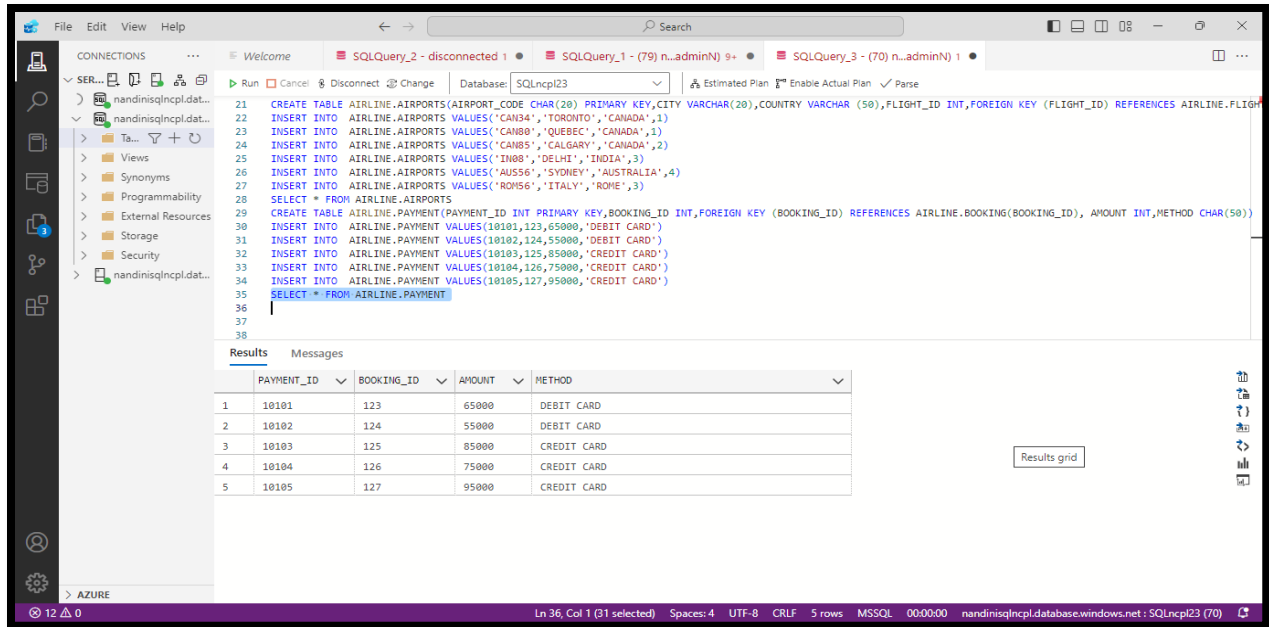 File Edit View Help
Search
CONNECTIONS ...
Welcome
SQLQuery_2 - disconnected 1
SQLQuery_1 - (79) n...adminN) 9+
SQLQuery_3 - (70) n...adminN) 1
SER...
Run Cancel Disconnect Change Database: SQLncpl23 Estimated Plan Enable Actual Plan Parse
nandinisqlncpl.dat...
nandinisqlncpl.dat...
Ta...
Views
Synonyms
Programmability
External Resources
Storage
Security
nandinisqlncpl.dat...
3
21 CREATE TABLE AIRLINE.AIRPORTS(AIRPORT_CODE CHAR(20) PRIMARY KEY,CITY VARCHAR(20),COUNTRY VARCHAR (50),FLIGHT_ID INT,FOREIGN KEY (FLIGHT_ID) REFERENCES AIRLINE.FLIGH
22 INSERT INTO AIRLINE.AIRPORTS VALUES('CAN34','TORONTO','CANADA',1)
23 INSERT INTO AIRLINE.AIRPORTS VALUES('CAN80','QUEBEC','CANADA',1)
24 INSERT INTO AIRLINE.AIRPORTS VALUES('CAN85','CALGARY','CANADA',2)
25 INSERT INTO AIRLINE.AIRPORTS VALUES('IN08','DELHI','INDIA',3)
26 INSERT INTO AIRLINE.AIRPORTS VALUES('AUS56','SYDNEY','AUSTRALIA',4)
27 INSERT INTO AIRLINE.AIRPORTS VALUES('ROM56','ITALY','ROME',3)
28 SELECT * FROM AIRLINE.AIRPORTS
29 CREATE TABLE AIRLINE.PAYMENT(PAYMENT_ID INT PRIMARY KEY,BOOKING_ID INT,FOREIGN KEY (BOOKING_ID) REFERENCES AIRLINE.BOOKING(BOOKING_ID), AMOUNT INT,METHOD CHAR(50))
30 INSERT INTO AIRLINE.PAYMENT VALUES(10101,123,65000,'DEBIT CARD')
31 INSERT INTO AIRLINE.PAYMENT VALUES(10102,124,55000,'DEBIT CARD')
32 INSERT INTO AIRLINE.PAYMENT VALUES(10103,125,85000,'CREDIT CARD')
33 INSERT INTO AIRLINE.PAYMENT VALUES(10104,126,75000,'CREDIT CARD')
34 INSERT INTO AIRLINE.PAYMENT VALUES(10105,127,95000,'CREDIT CARD')
35 SELECT * FROM AIRLINE.PAYMENT
36
37
38
Results Messages
PAYMENT_ID BOOKING_ID AMOUNT METHOD
1 10101 123 65000 DEBIT CARD
2 10102 124 55000 DEBIT CARD
3 10103 125 85000 CREDIT CARD
4 10104 126 75000 CREDIT CARD
5 10105 127 95000 CREDIT CARD
Results grid
AZURE
12 0 Ln 36, Col 1 (31 selected) Spaces: 4 UTF-8 CRLF 5 rows MSSQL 00:00:00 nandinisqlncpl.database.windows.net : SQLncpl23 (70)